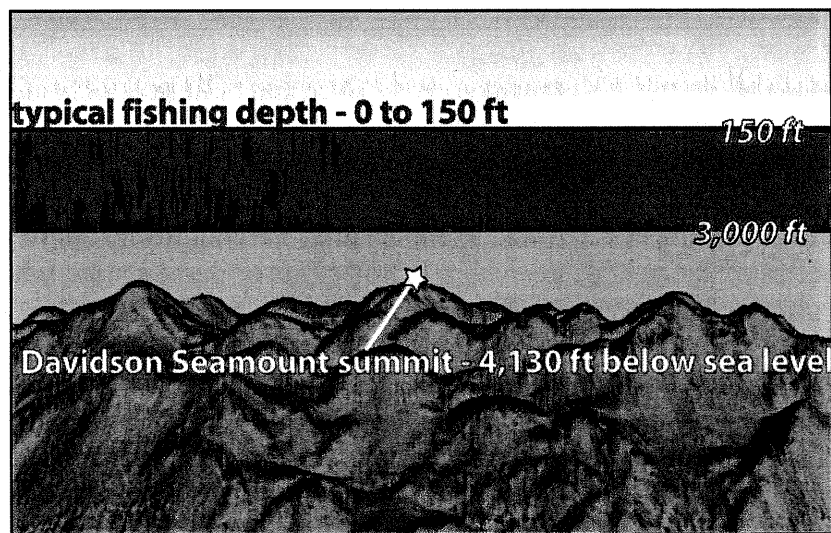 typical fishing depth - 0 to 150 ft
150 ft
3,000 ft
Davidson Seamount summit - 4,130 ft below sea level